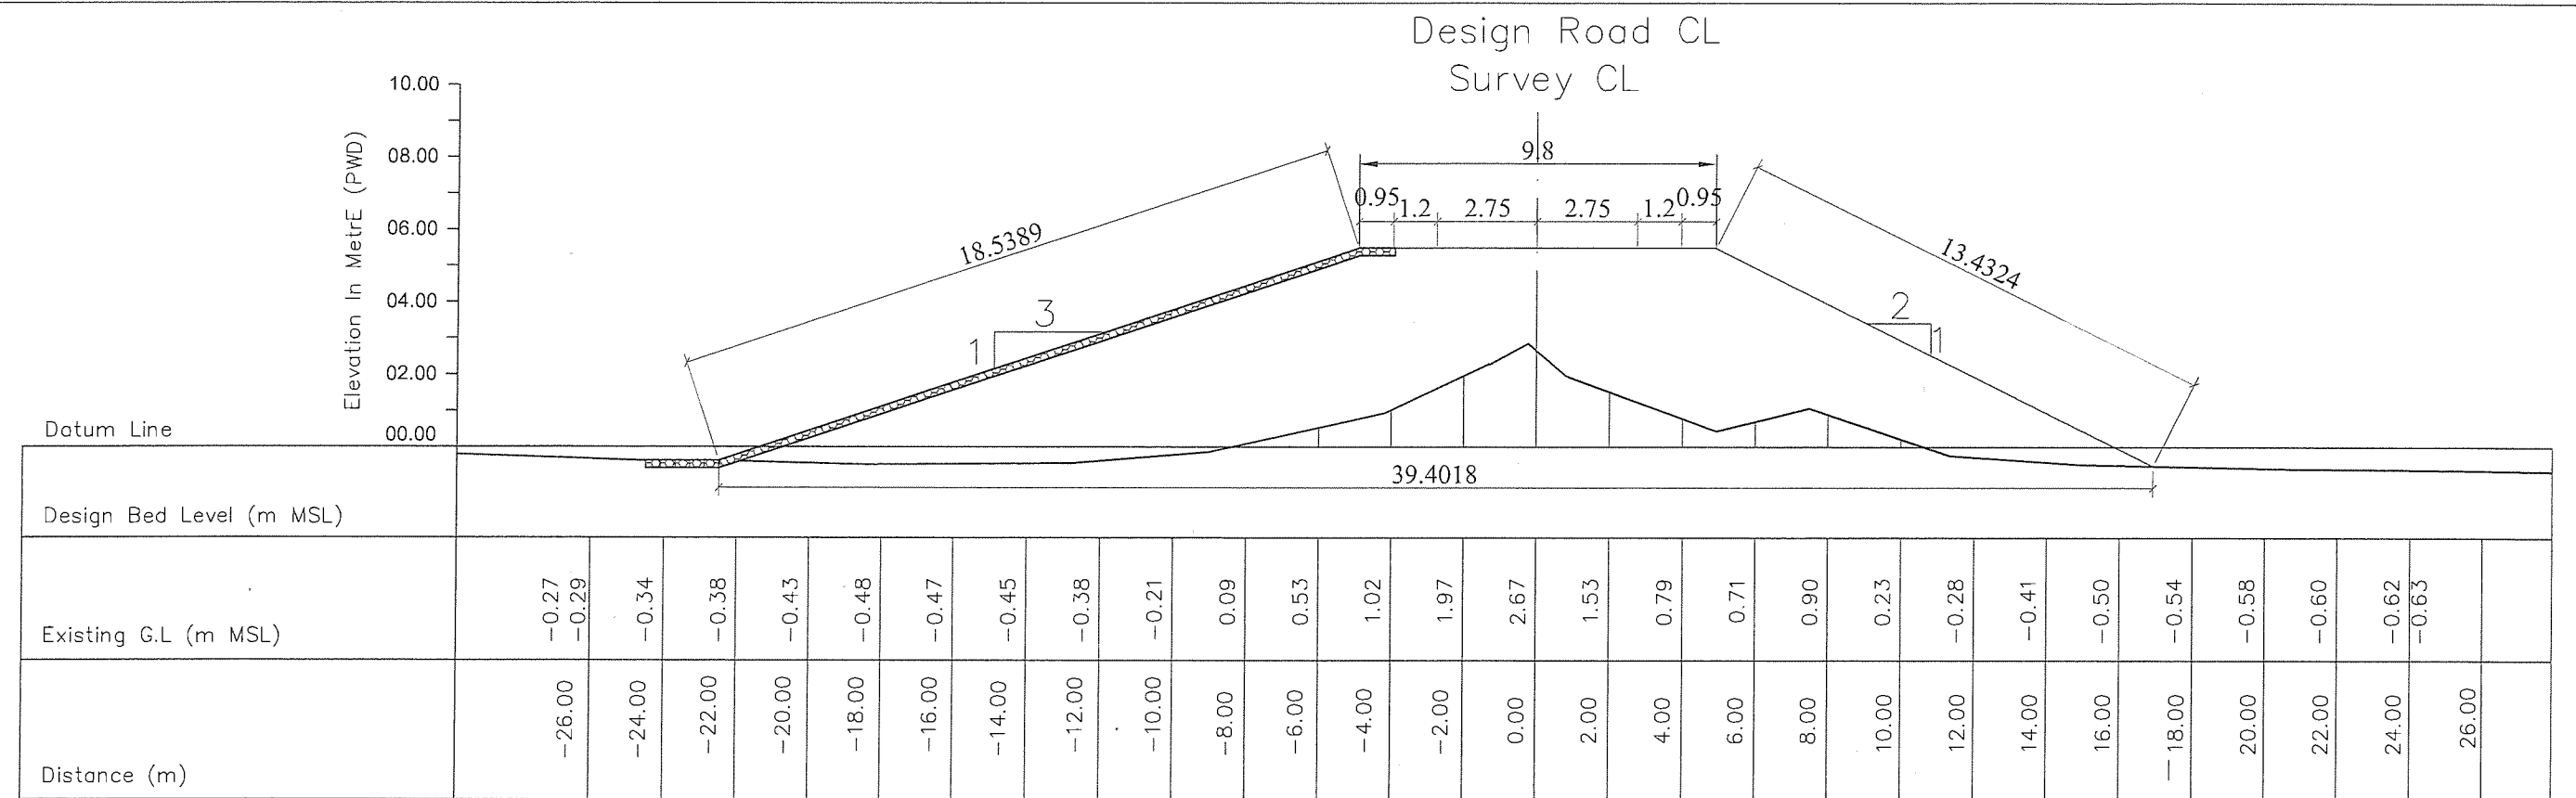 Design Road CL
Survey CL
Elevation In MetrE (PWD)
10.00
08.00
06.00
04.00
02.00
00.00
9.8
0.95 1.2 2.75 2.75 1.2 0.95
18.5389
13.4324
3
1
2
1
39.4018
Datum Line
Design Bed Level (m MSL)
Existing G.L (m MSL) -0.27 -0.29 -0.34 -0.38 -0.43 -0.48 -0.47 -0.45 -0.38 -0.21 0.09 0.53 1.02 1.97 2.67 1.53 0.79 0.71 0.90 0.23 -0.28 -0.41 -0.50 -0.54 -0.58 -0.60 -0.62 -0.63
Distance (m) -26.00 -24.00 -22.00 -20.00 -18.00 -16.00 -14.00 -12.00 -10.00 -8.00 -6.00 -4.00 -2.00 0.00 2.00 4.00 6.00 8.00 10.00 12.00 14.00 16.00 -18.00 20.00 22.00 24.00 26.00